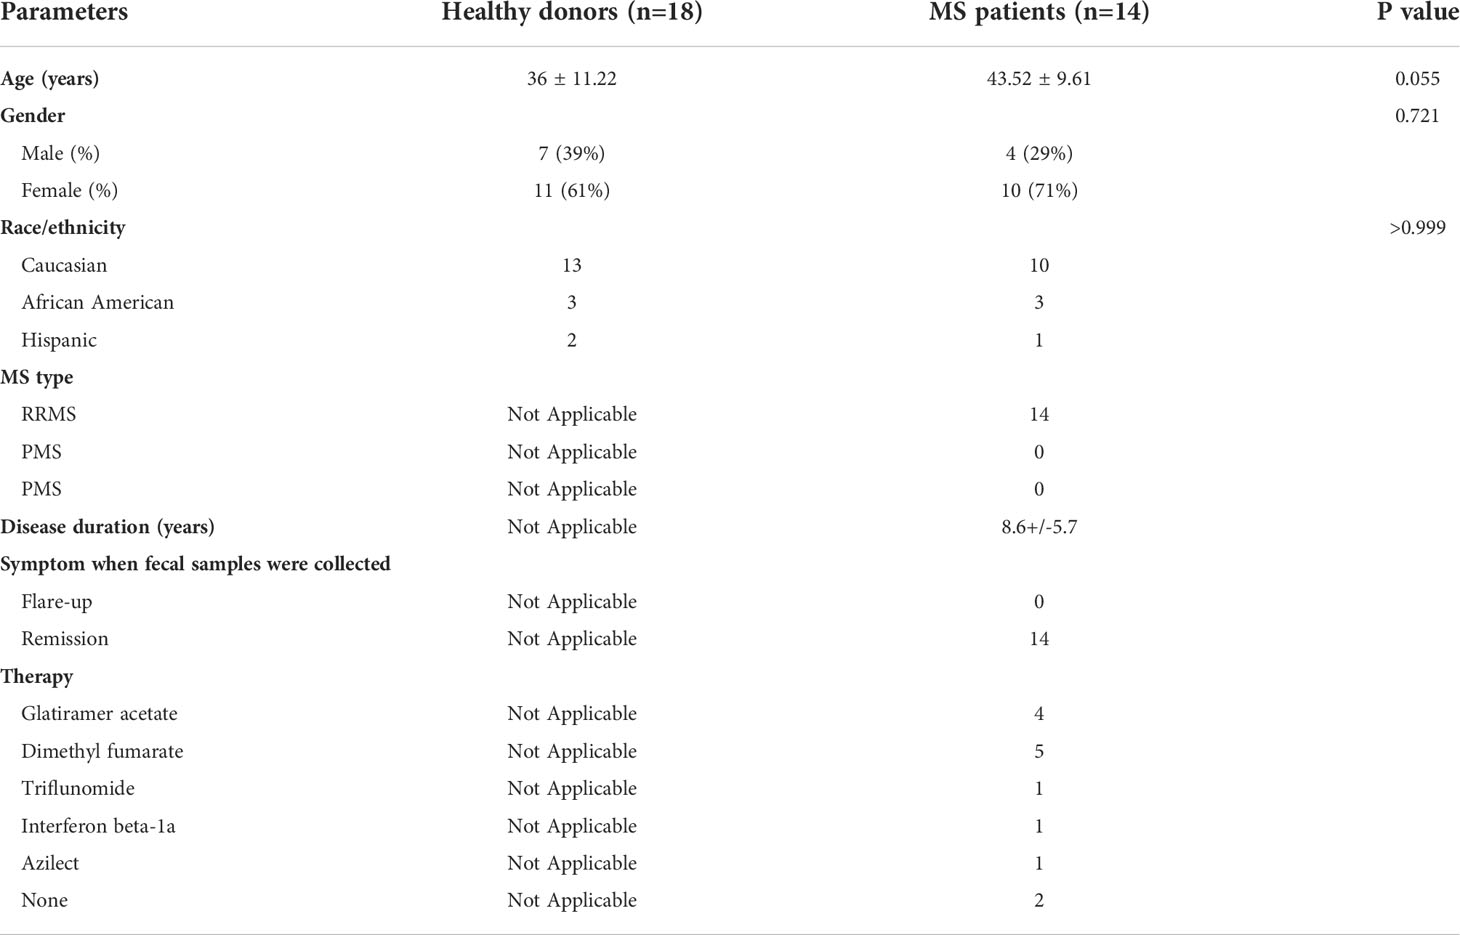 Parameters Healthy donors (n=18) MS patients (n=14) P value
Age (years) 36 ± 11.22 43.52 ± 9.61 0.055
Gender 0.721
Male (%) 7 (39%) 4 (29%)
Female (%) 11 (61%) 10 (71%)
Race/ethnicity >0.999
Caucasian 13 10
African American 3 3
Hispanic 2 1
MS type
RRMS Not Applicable 14
PMS Not Applicable 0
PMS Not Applicable 0
Disease duration (years) Not Applicable 8.6+/-5.7
Symptom when fecal samples were collected
Flare-up Not Applicable 0
Remission Not Applicable 14
Therapy
Glatiramer acetate Not Applicable 4
Dimethyl fumarate Not Applicable 5
Triflunomide Not Applicable 1
Interferon beta-1a Not Applicable 1
Azilect Not Applicable 1
None Not Applicable 2